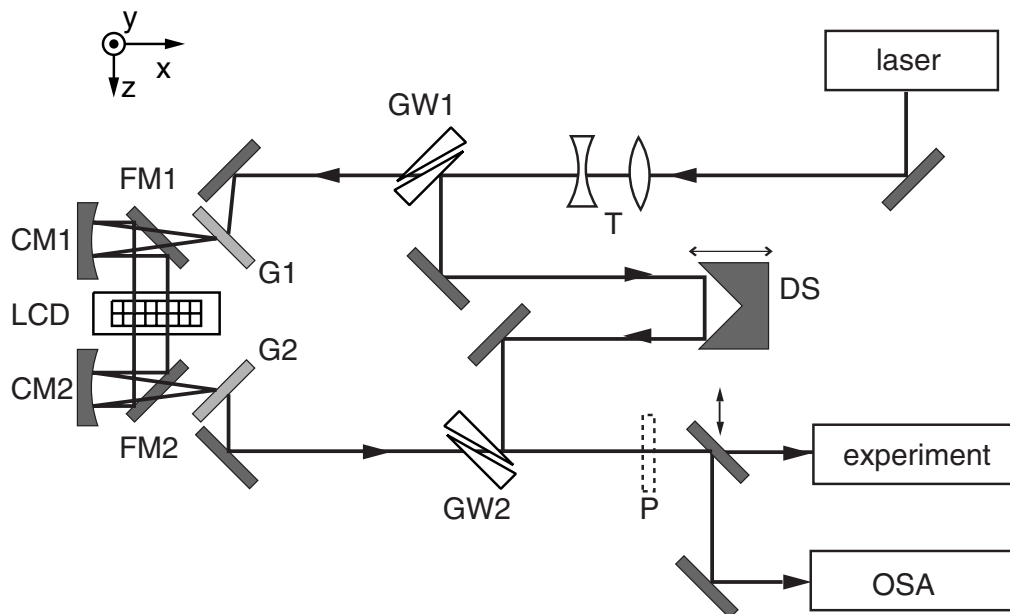 y
x
z
laser
GW1
FM1
T
CM1
G1
DS
LCD
G2
CM2
FM2
GW2
P
experiment
OSA